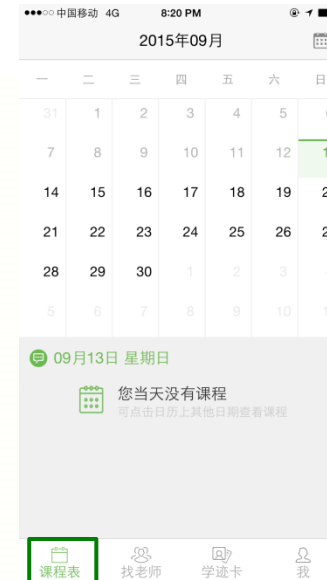 中国移动 4G 8:20 PM
2015年09月
一 二 三 四 五 六 日
31 1 2 3 4 5
7 8 9 10 11 12
14 15 16 17 18 19
21 22 23 24 25 26
28 29 30 1 2 3
5 6 7 8 9 10
09月13日 星期日
您当天没有课程
可点击日历上其他日期查看课程
课程表 找老师 学迹卡 我